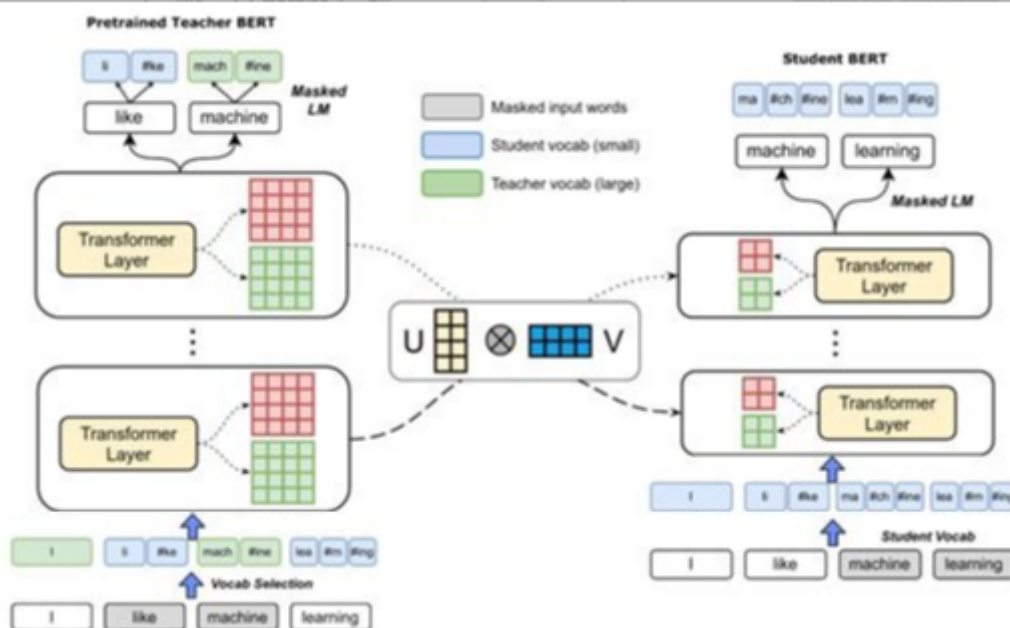 Pretrained Teacher BERT
li #ke mach #ine
Masked LM
like machine
Transformer Layer
Transformer Layer
I li #ke mach #ine lea #rn #ing
Vocab Selection
I like machine learning
Masked input words
Student vocab (small)
Teacher vocab (large)
U V
Student BERT
ma #ch #ine lea #rn #ing
machine learning
Masked LM
Transformer Layer
Transformer Layer
I li #ke ma #ch #ine lea #rn #ing
Student Vocab
I like machine learning